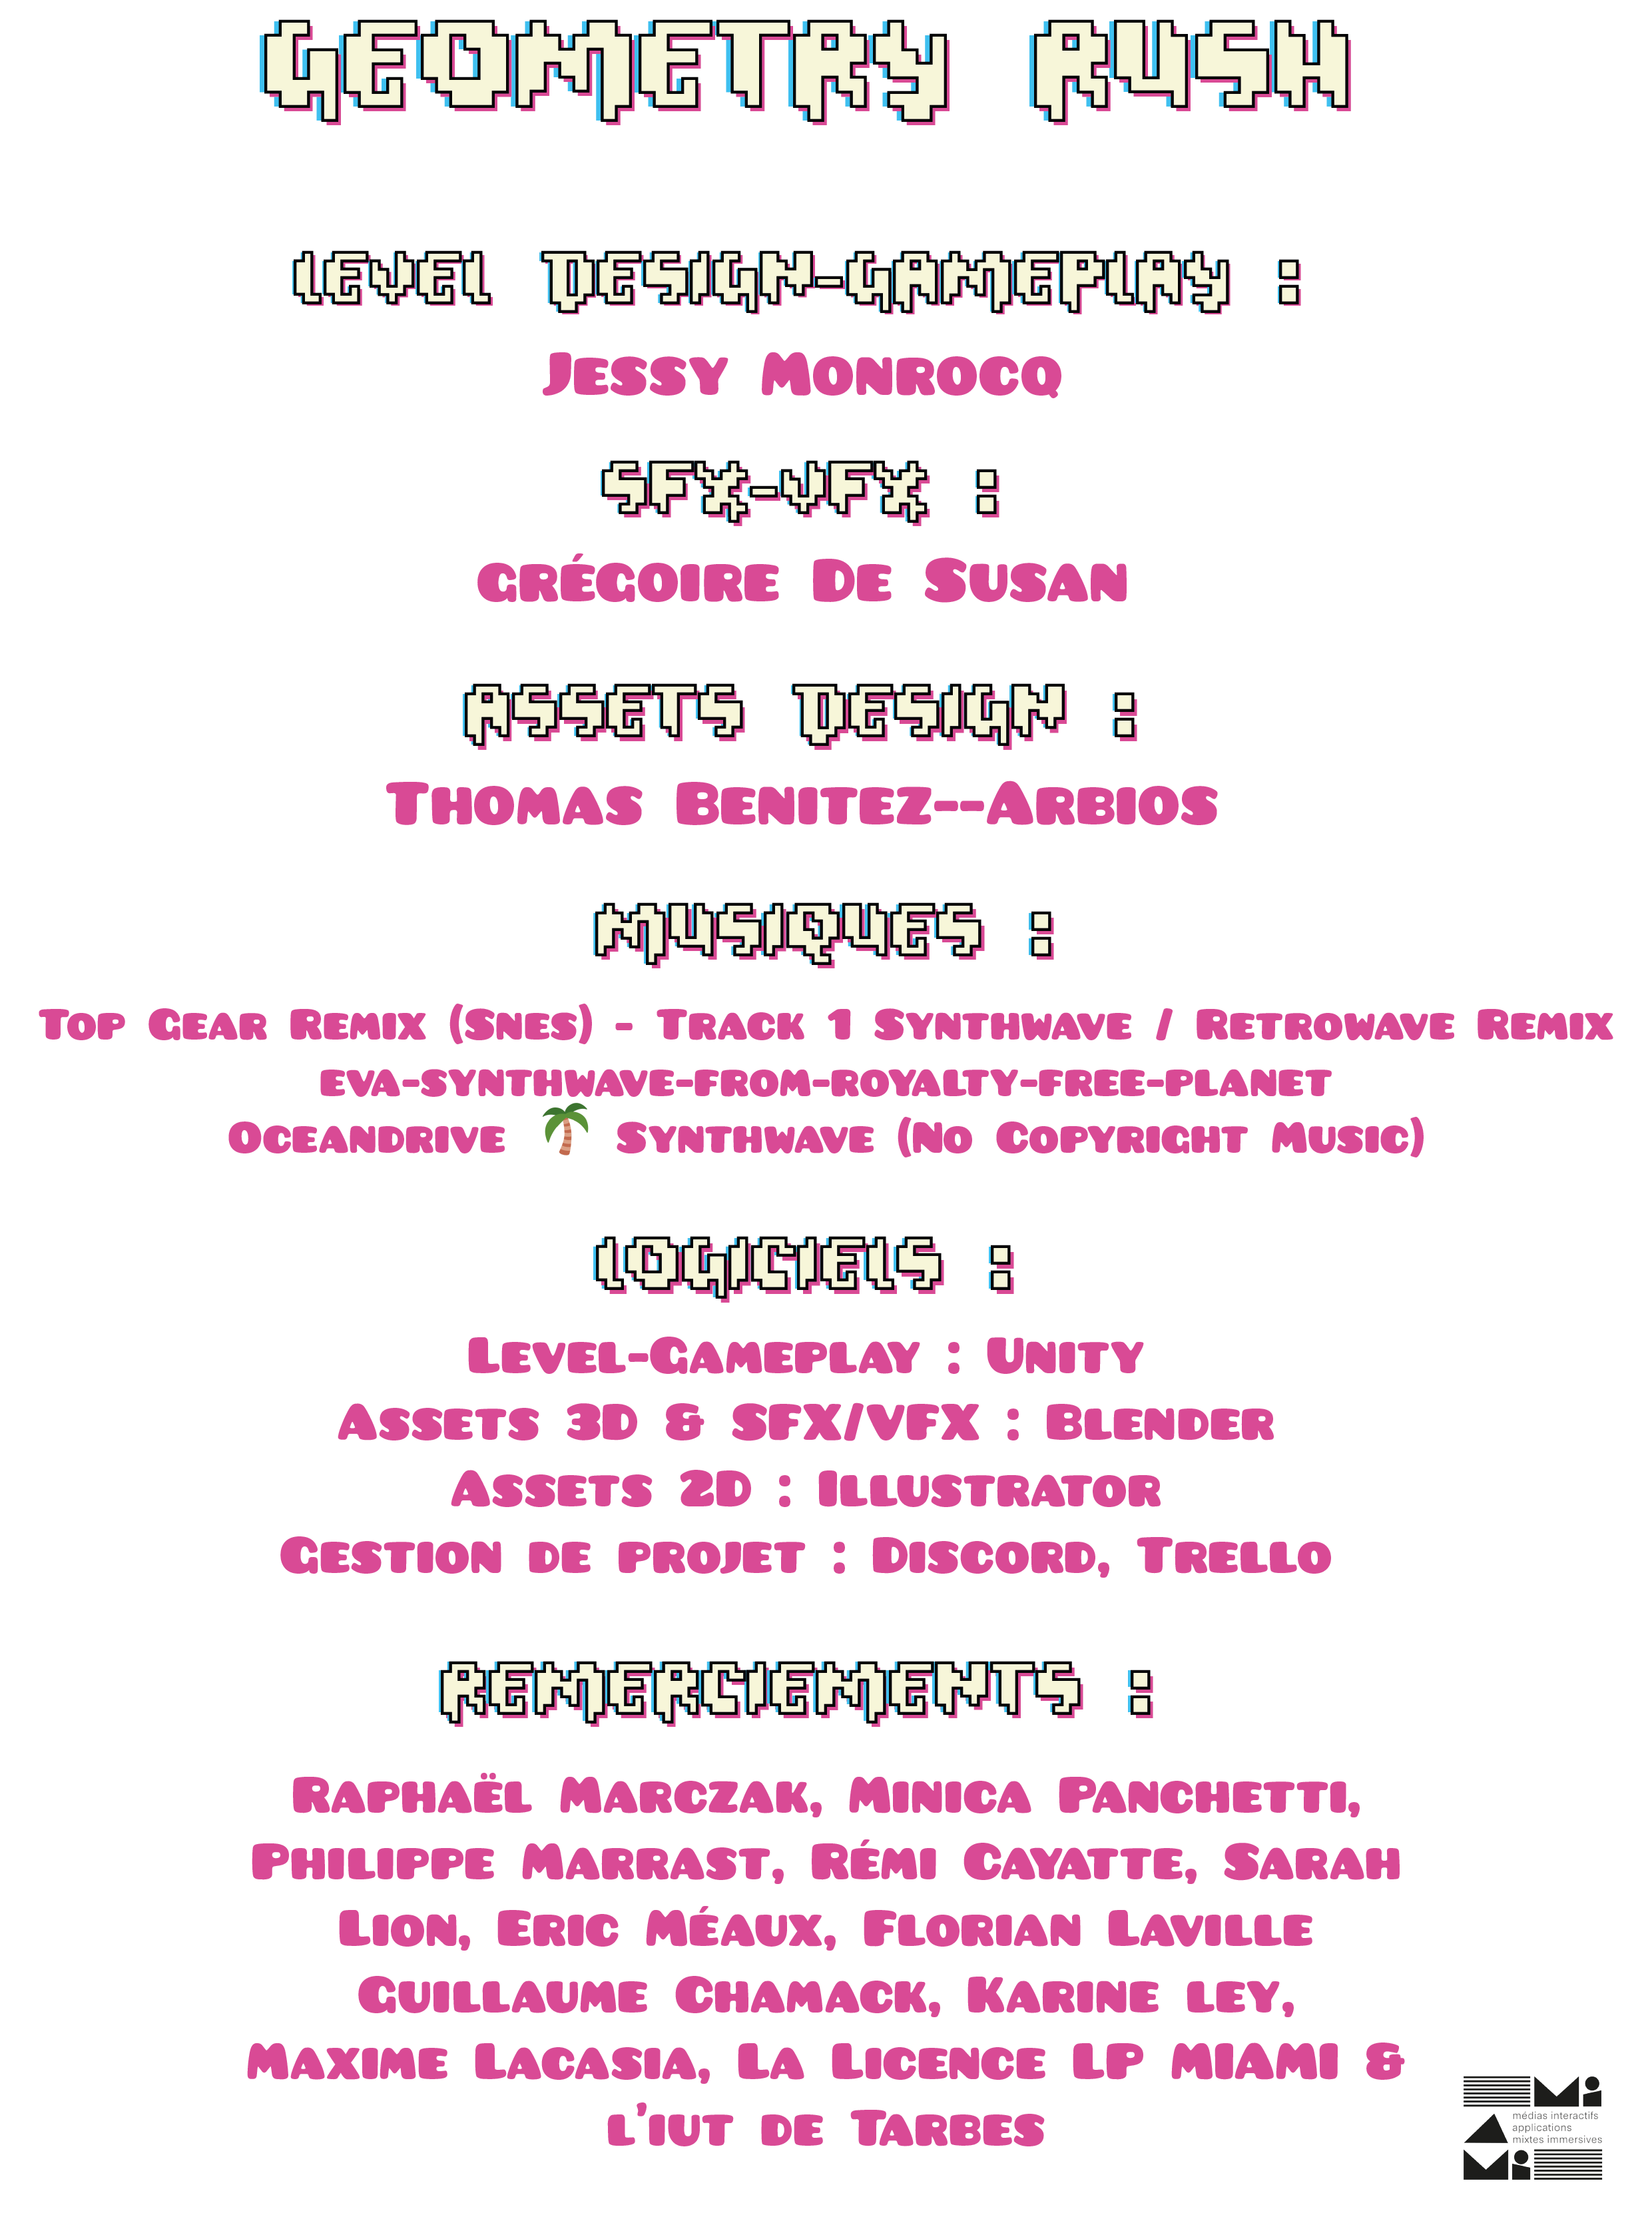 GEOMETRY RUSH
LEVEL DESIGN-GAMEPLAY :
Jessy Monrocq
SFX-VFX :
grégoire De Susan
ASSETS DESIGN :
Thomas Benitez--Arbios
MUSIQUES :
Top Gear Remix (Snes) - Track 1 Synthwave / Retrowave Remix
eva-synthwave-from-royalty-free-planet
Oceandrive 🌴 Synthwave (No Copyright Music)
LOGICIELS :
Level-Gameplay : Unity
Assets 3D & SFX/VFX : Blender
Assets 2D : Illustrator
Gestion de projet : Discord, Trello
REMERCIEMENTS :
Raphaël Marczak, Minica Panchetti,
Philippe Marrast, Rémi Cayatte, Sarah
Lion, Eric Méaux, Florian Laville
Guillaume Chamack, Karine ley,
Maxime Lacasia, La Licence LP MIAMI &
l'iut de Tarbes
Mi
médias interactifs
applications
mixtes immersives
Mi